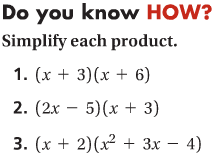 Do you know HOW?
Simplify each product.
1. (x + 3)(x + 6)
2. (2x − 5)(x + 3)
3. (x + 2)(x² + 3x − 4)